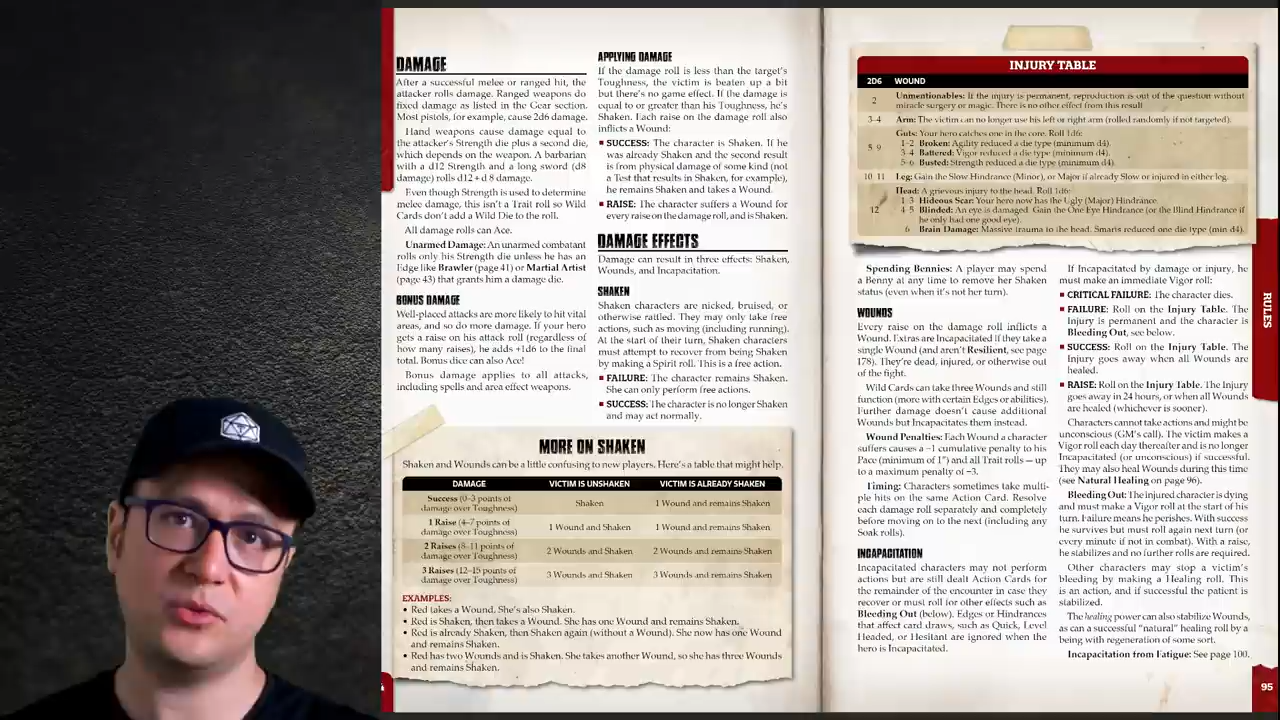 DAMAGE
After a successful melee or ranged hit, the
attacker rolls damage. Ranged weapons do
fixed damage as listed in the Gear section.
Most pistols, for example, cause 2d6 damage.
Hand weapons cause damage equal to
the attacker's Strength die plus a second die,
which depends on the weapon. A barbarian
with a d12 Strength and a long sword (d8
damage) rolls d12 + d8 damage.
Even though Strength is used to determine
melee damage, this isn't a Trait roll so Wild
Cards don't add a Wild Die to the roll.
All damage rolls can Ace.
Unarmed Damage: An unarmed combatant
rolls only his Strength die unless he has an
Edge like Brawler (page 41) or Martial Artist
(page 43) that grants him a damage die.
BONUS DAMAGE
Well-placed attacks are more likely to hit vital
areas, and so do more damage. If your hero
gets a raise on his attack roll (regardless of
how many raises), he adds +1d6 to the final
total. Bonus dice can also Ace!
Bonus damage applies to all attacks,
including spells and area effect weapons.
APPLYING DAMAGE
If the damage roll is less than the target's
Toughness, the victim is beaten up a bit
but there's no game effect. If the damage is
equal to or greater than his Toughness, he's
Shaken. Each raise on the damage roll also
inflicts a Wound:
■ SUCCESS: The character is Shaken. If he
was already Shaken and the second result
is from physical damage of some kind (not
a Test that results in Shaken, for example),
he remains Shaken and takes a Wound.
■ RAISE: The character suffers a Wound for
every raise on the damage roll, and is Shaken.
DAMAGE EFFECTS
Damage can result in three effects: Shaken,
Wounds, and Incapacitation.
SHAKEN
Shaken characters are nicked, bruised, or
otherwise rattled. They may only take free
actions, such as moving (including running).
At the start of their turn, Shaken characters
must attempt to recover from being Shaken
by making a Spirit roll. This is a free action.
■ FAILURE: The character remains Shaken.
She can only perform free actions.
■ SUCCESS: The character is no longer Shaken
and may act normally.
MORE ON SHAKEN
Shaken and Wounds can be a little confusing to new players. Here's a table that might help.
DAMAGE VICTIM IS UNSHAKEN VICTIM IS ALREADY SHAKEN
Success (0–3 points of
damage over Toughness) Shaken 1 Wound and remains Shaken
1 Raise (4–7 points of
damage over Toughness) 1 Wound and Shaken 1 Wound and remains Shaken
2 Raises (8–11 points of
damage over Toughness) 2 Wounds and Shaken 2 Wounds and remains Shaken
3 Raises (12–15 points of
damage over Toughness) 3 Wounds and Shaken 3 Wounds and remains Shaken
EXAMPLES:
• Red takes a Wound. She's also Shaken.
• Red is Shaken, then takes a Wound. She has one Wound and remains Shaken.
• Red is already Shaken, then Shaken again (without a Wound). She now has one Wound
and remains Shaken.
• Red has two Wounds and is Shaken. She takes another Wound, so she has three Wounds
and remains Shaken.
INJURY TABLE
2D6 WOUND
2 Unmentionables: If the injury is permanent, reproduction is out of the question without
miracle surgery or magic. There is no other effect from this result
3–4 Arm: The victim can no longer use his left or right arm (rolled randomly if not targeted).
5–9 Guts: Your hero catches one in the core. Roll 1d6:
1–2 Broken: Agility reduced a die type (minimum d4).
3–4 Battered: Vigor reduced a die type (minimum d4).
5–6 Busted: Strength reduced a die type (minimum d4).
10–11 Leg: Gain the Slow Hindrance (Minor), or Major if already Slow or injured in either leg.
12 Head: A grievous injury to the head. Roll 1d6:
1–3 Hideous Scar: Your hero now has the Ugly (Major) Hindrance.
4–5 Blinded: An eye is damaged. Gain the One Eye Hindrance (or the Blind Hindrance if
he only had one good eye).
6 Brain Damage: Massive trauma to the head. Smarts reduced one die type (min d4).
Spending Bennies: A player may spend
a Benny at any time to remove her Shaken
status (even when it's not her turn).
WOUNDS
Every raise on the damage roll inflicts a
Wound. Extras are Incapacitated if they take a
single Wound (and aren't Resilient, see page
178). They're dead, injured, or otherwise out
of the fight.
Wild Cards can take three Wounds and still
function (more with certain Edges or abilities).
Further damage doesn't cause additional
Wounds but Incapacitates them instead.
Wound Penalties: Each Wound a character
suffers causes a −1 cumulative penalty to his
Pace (minimum of 1") and all Trait rolls — up
to a maximum penalty of −3.
Timing: Characters sometimes take multi-
ple hits on the same Action Card. Resolve
each damage roll separately and completely
before moving on to the next (including any
Soak rolls).
INCAPACITATION
Incapacitated characters may not perform
actions but are still dealt Action Cards for
the remainder of the encounter in case they
recover or must roll for other effects such as
Bleeding Out (below). Edges or Hindrances
that affect card draws, such as Quick, Level
Headed, or Hesitant are ignored when the
hero is Incapacitated.
If Incapacitated by damage or injury, he
must make an immediate Vigor roll:
■ CRITICAL FAILURE: The character dies.
■ FAILURE: Roll on the Injury Table. The
Injury is permanent and the character is
Bleeding Out, see below.
■ SUCCESS: Roll on the Injury Table. The
Injury goes away when all Wounds are
healed.
■ RAISE: Roll on the Injury Table. The Injury
goes away in 24 hours, or when all Wounds
are healed (whichever is sooner).
Characters cannot take actions and might be
unconscious (GM's call). The victim makes a
Vigor roll each day thereafter and is no longer
Incapacitated (or unconscious) if successful.
They may also heal Wounds during this time
(see Natural Healing on page 96).
Bleeding Out: The injured character is dying
and must make a Vigor roll at the start of his
turn. Failure means he perishes. With success
he survives but must roll again next turn (or
every minute if not in combat). With a raise,
he stabilizes and no further rolls are required.
Other characters may stop a victim's
bleeding by making a Healing roll. This
is an action, and if successful the patient is
stabilized.
The healing power can also stabilize Wounds,
as can a successful "natural" healing roll by a
being with regeneration of some sort.
Incapacitation from Fatigue: See page 100.
RULES
95